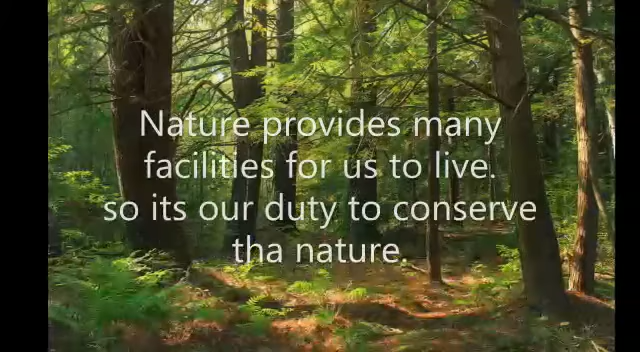 Nature provides many
facilities for us to live.
so its our duty to conserve
tha nature.